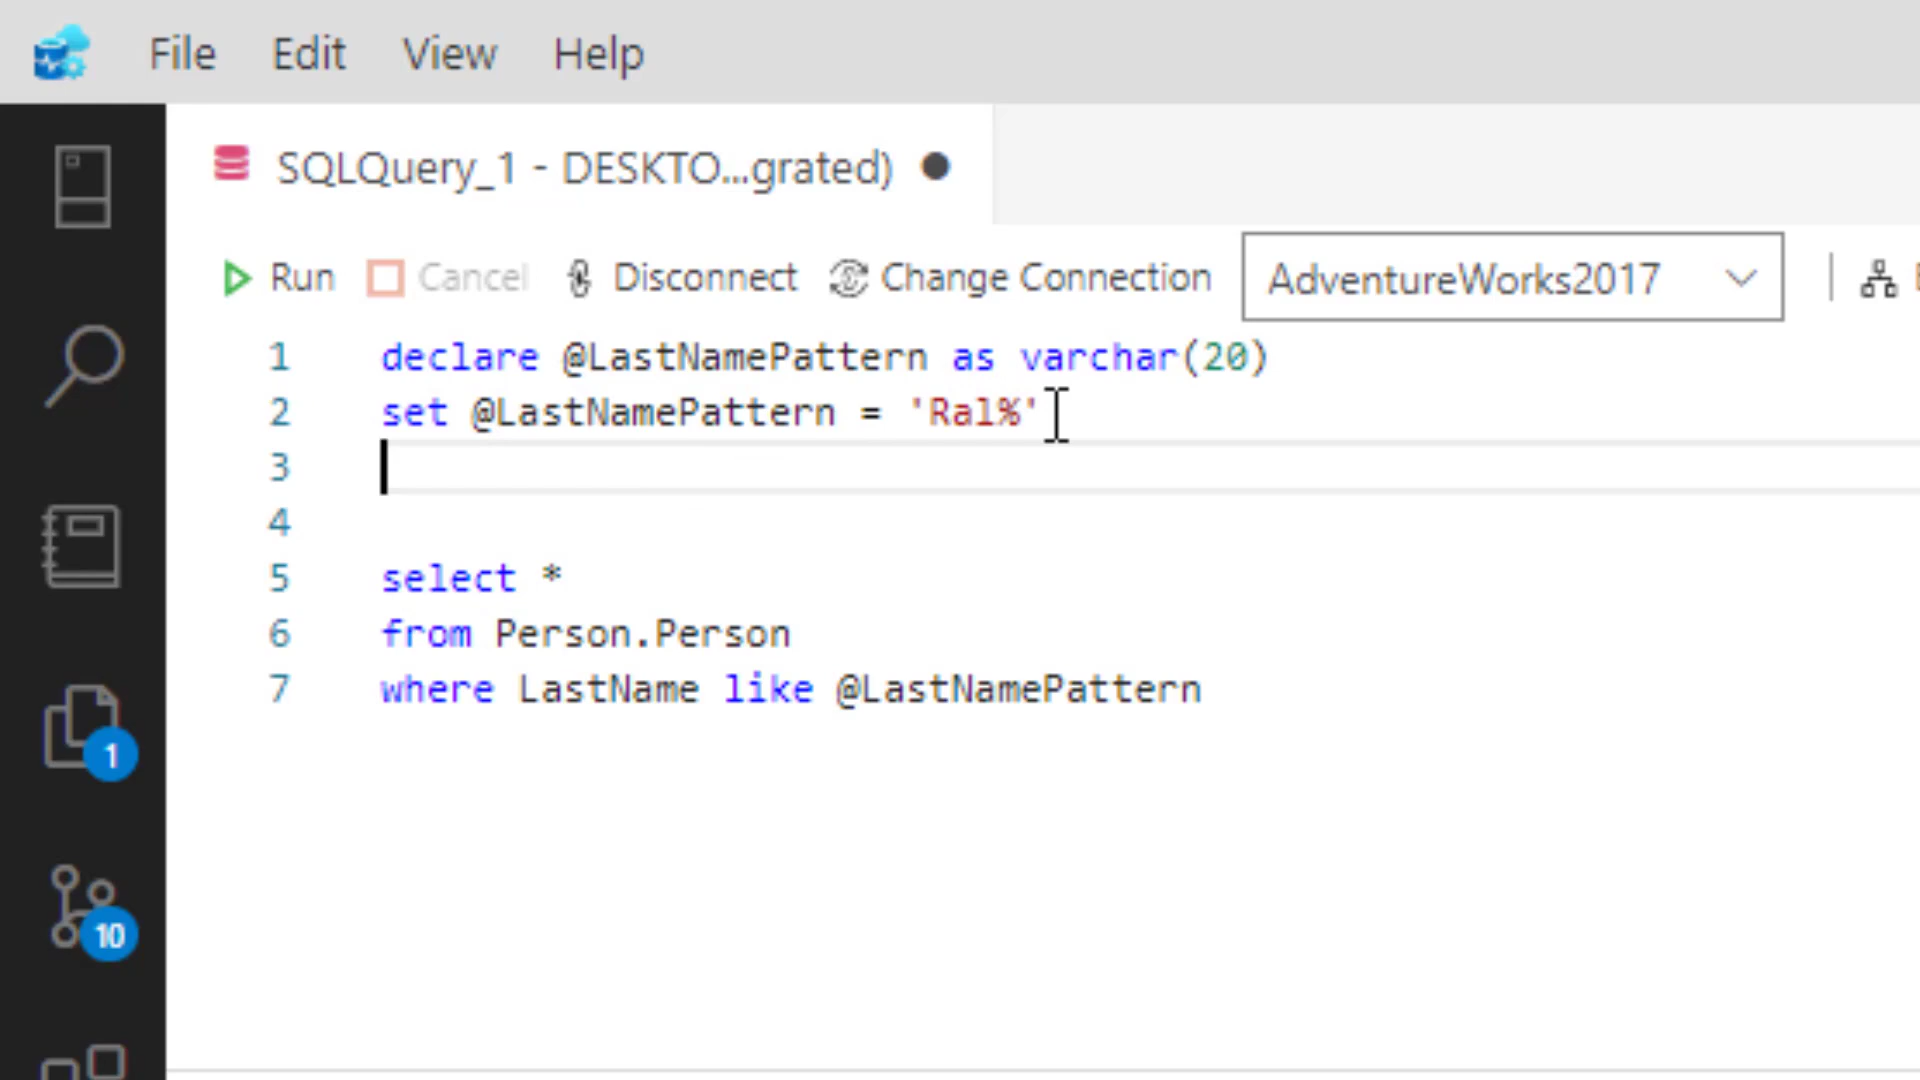 File Edit View Help
SQLQuery_1 - DESKTO...grated)
Run Cancel Disconnect Change Connection AdventureWorks2017
1 declare @LastNamePattern as varchar(20)
2 set @LastNamePattern = 'Ral%'
3
4
5 select *
6 from Person.Person
7 where LastName like @LastNamePattern
1
10